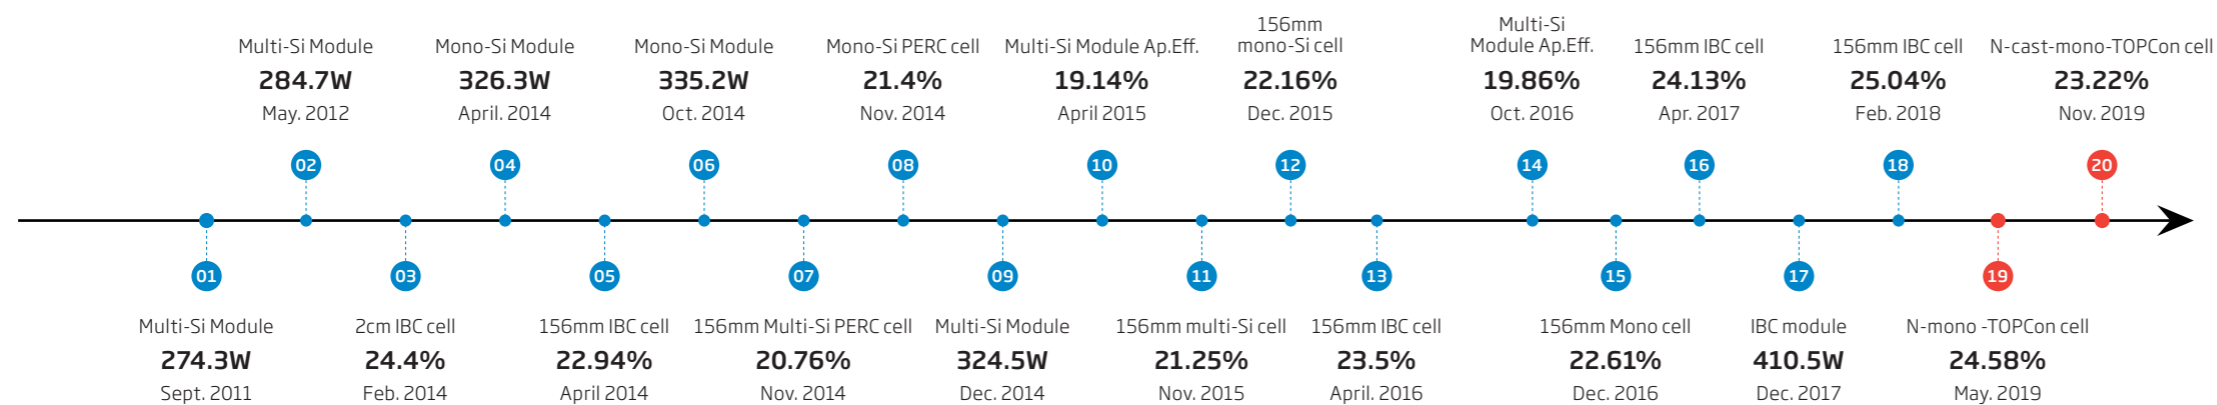 156mm
Multi-Si
Multi-Si Module
Mono-Si Module
Mono-Si Module
Mono-Si PERC cell
Multi-Si Module Ap.Eff.
mono-Si cell
Module Ap.Eff.
156mm IBC cell
156mm IBC cell
N-cast-mono-TOPCon cell
284.7W
326.3W
335.2W
21.4%
19.14%
22.16%
19.86%
24.13%
25.04%
23.22%
May. 2012
April. 2014
Oct. 2014
Nov. 2014
April 2015
Dec. 2015
Oct. 2016
Apr. 2017
Feb. 2018
Nov. 2019
02
04
06
08
10
12
14
16
18
20
01
03
05
07
09
11
13
15
17
19
Multi-Si Module
2cm IBC cell
156mm IBC cell
156mm Multi-Si PERC cell
Multi-Si Module
156mm multi-Si cell
156mm IBC cell
156mm Mono cell
IBC module
N-mono -TOPCon cell
274.3W
24.4%
22.94%
20.76%
324.5W
21.25%
23.5%
22.61%
410.5W
24.58%
Sept. 2011
Feb. 2014
April 2014
Nov. 2014
Dec. 2014
Nov. 2015
April. 2016
Dec. 2016
Dec. 2017
May. 2019